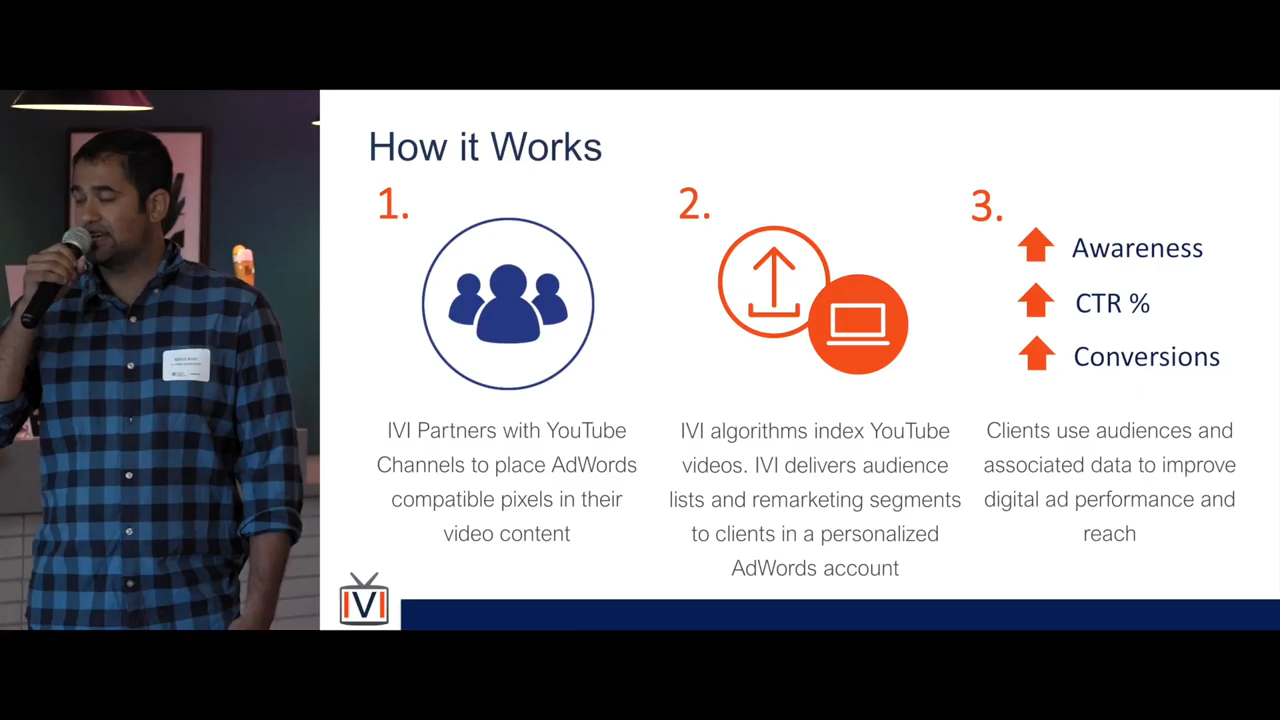 How it Works
1.
IVI Partners with YouTube
Channels to place AdWords
compatible pixels in their
video content
2.
IVI algorithms index YouTube
videos. IVI delivers audience
lists and remarketing segments
to clients in a personalized
AdWords account
3.
Awareness
CTR %
Conversions
Clients use audiences and
associated data to improve
digital ad performance and
reach
IVI